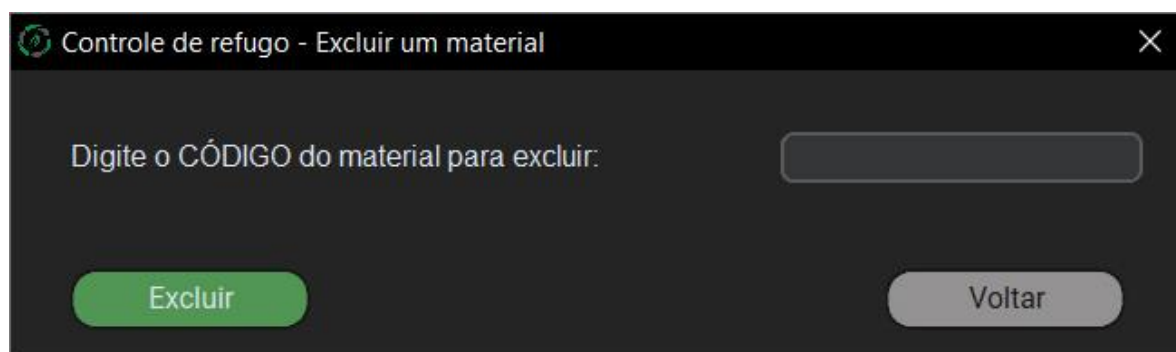 Controle de refugo - Excluir um material
Digite o CÓDIGO do material para excluir:
Excluir
Voltar